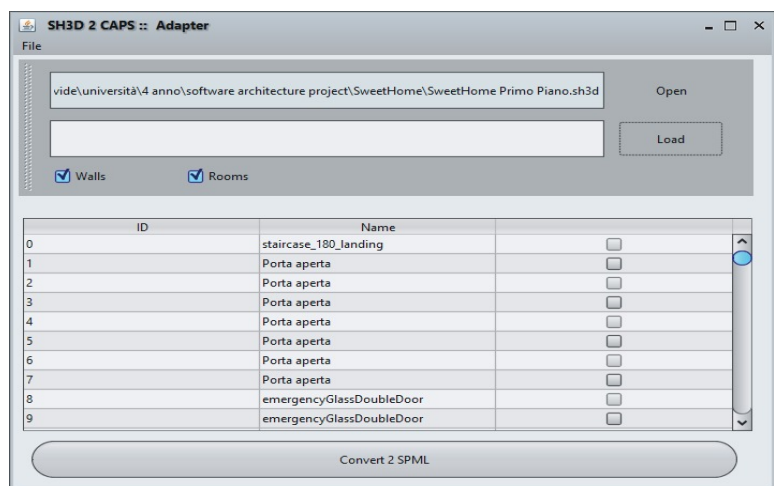 SH3D 2 CAPS :: Adapter
File
vide\università\4 anno\software architecture project\SweetHome\SweetHome Primo Piano.sh3d Open
Load
Walls Rooms
ID Name
0 staircase_180_landing
1 Porta aperta
2 Porta aperta
3 Porta aperta
4 Porta aperta
5 Porta aperta
6 Porta aperta
7 Porta aperta
8 emergencyGlassDoubleDoor
9 emergencyGlassDoubleDoor
Convert 2 SPML